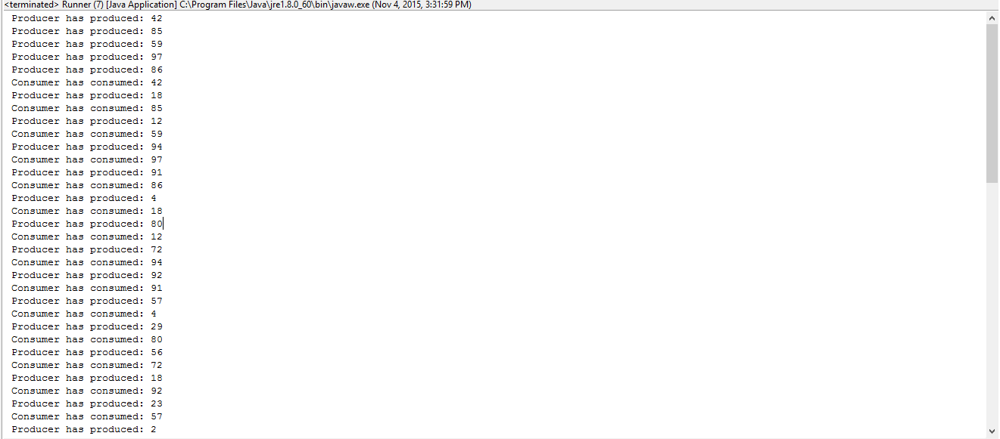 <terminated> Runner (7) [Java Application] C:\Program Files\Java\jre1.8.0_60\bin\javaw.exe (Nov 4, 2015, 3:31:59 PM)
Producer has produced: 42
Producer has produced: 85
Producer has produced: 59
Producer has produced: 97
Producer has produced: 86
Consumer has consumed: 42
Producer has produced: 18
Consumer has consumed: 85
Producer has produced: 12
Consumer has consumed: 59
Producer has produced: 94
Consumer has consumed: 97
Producer has produced: 91
Consumer has consumed: 86
Producer has produced: 4
Consumer has consumed: 18
Producer has produced: 80
Consumer has consumed: 12
Producer has produced: 72
Consumer has consumed: 94
Producer has produced: 92
Consumer has consumed: 91
Producer has produced: 57
Consumer has consumed: 4
Producer has produced: 29
Consumer has consumed: 80
Producer has produced: 56
Consumer has consumed: 72
Producer has produced: 18
Consumer has consumed: 92
Producer has produced: 23
Consumer has consumed: 57
Producer has produced: 2